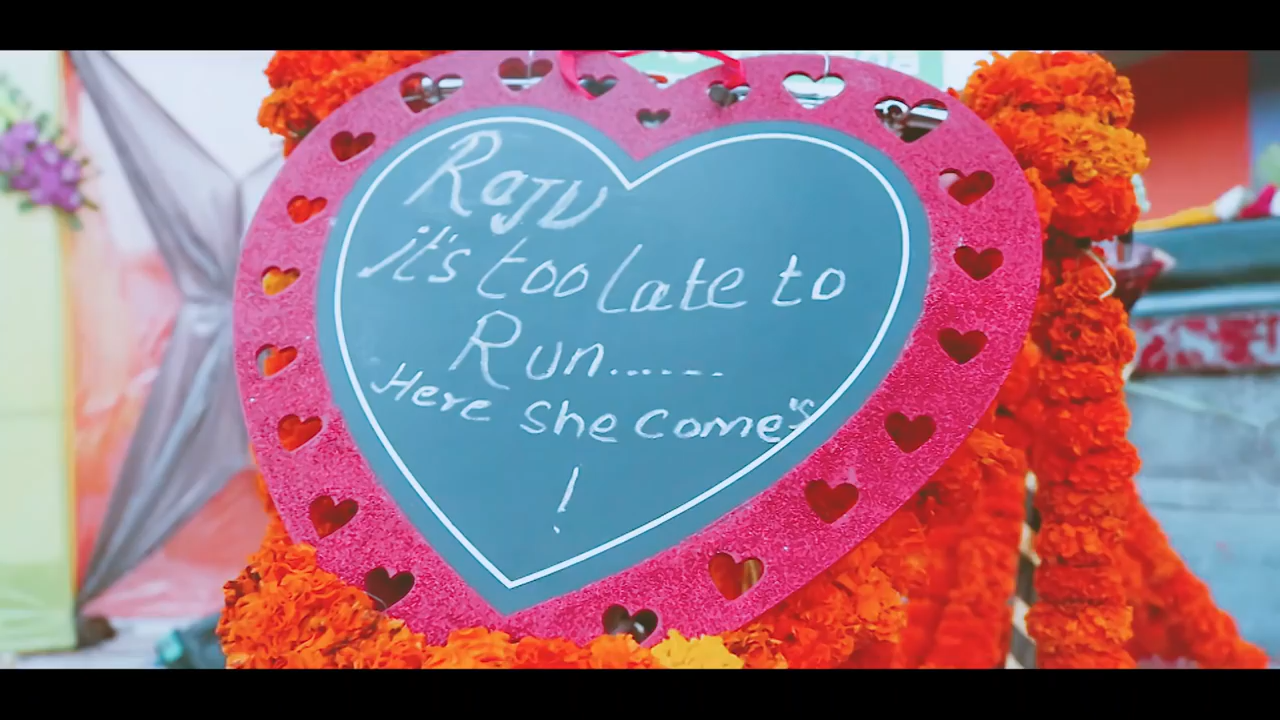 Raju
it's too late to
Run......
Here she come's
!